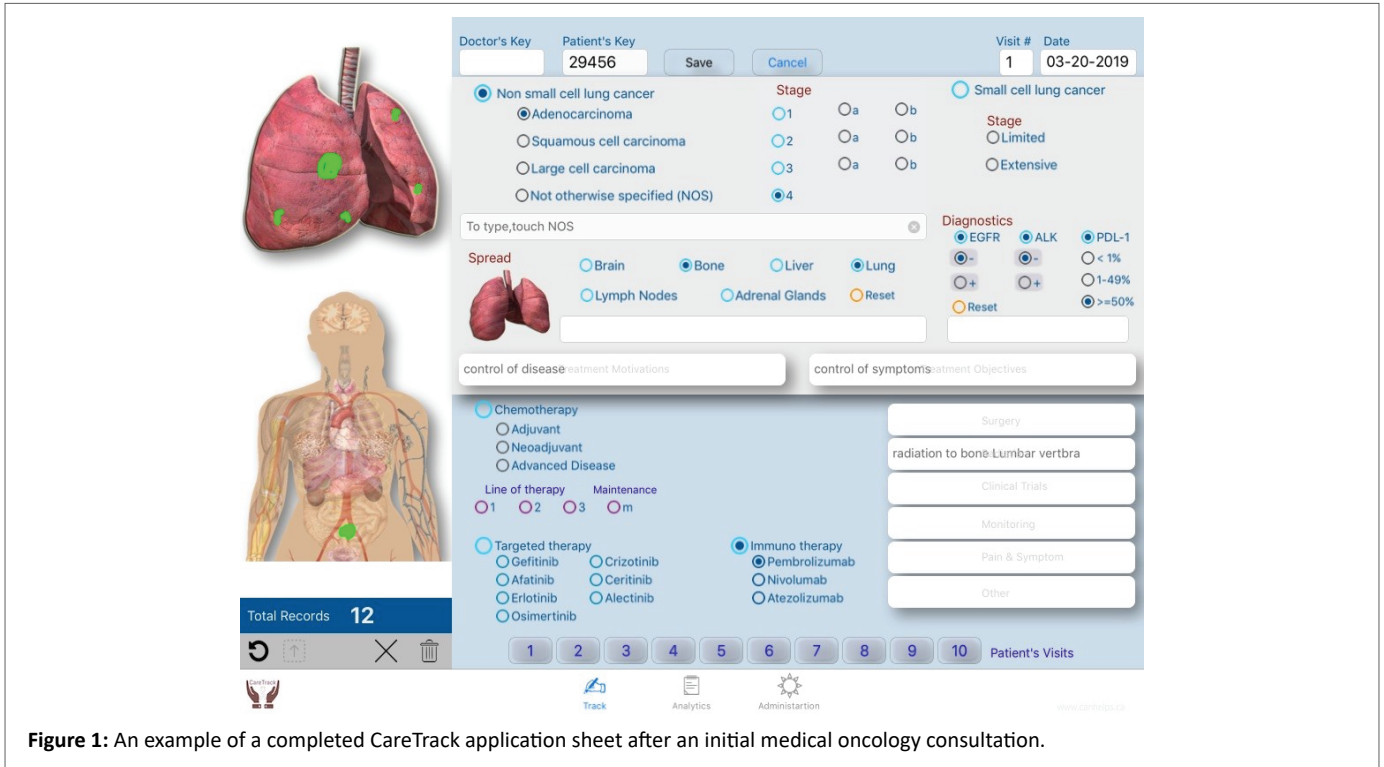 Doctor's Key Patient's Key Visit # Date
29456 Save Cancel 1 03-20-2019
Non small cell lung cancer Stage Small cell lung cancer
Adenocarcinoma 1 a b Stage
Squamous cell carcinoma 2 a b Limited
Large cell carcinoma 3 a b Extensive
Not otherwise specified (NOS) 4
To type,touch NOS Diagnostics
EGFR ALK PDL-1
Spread Brain Bone Liver Lung - - < 1%
+ + 1-49%
Lymph Nodes Adrenal Glands Reset Reset >=50%
control of disease Treatment Motivations control of symptoms Treatment Objectives
Chemotherapy Surgery
Adjuvant
Neoadjuvant radiation to bone Lumbar vertbra
Advanced Disease
Line of therapy Maintenance Clinical Trials
1 2 3 m
Monitoring
Targeted therapy Immuno therapy Pain & Symptom
Gefitinib Crizotinib Pembrolizumab
Afatinib Ceritinib Nivolumab
Erlotinib Alectinib Atezolizumab Other
Osimertinib
Total Records 12
1 2 3 4 5 6 7 8 9 10 Patient's Visits
CareTrack
Track Analytics Administartion
Figure 1: An example of a completed CareTrack application sheet after an initial medical oncology consultation.